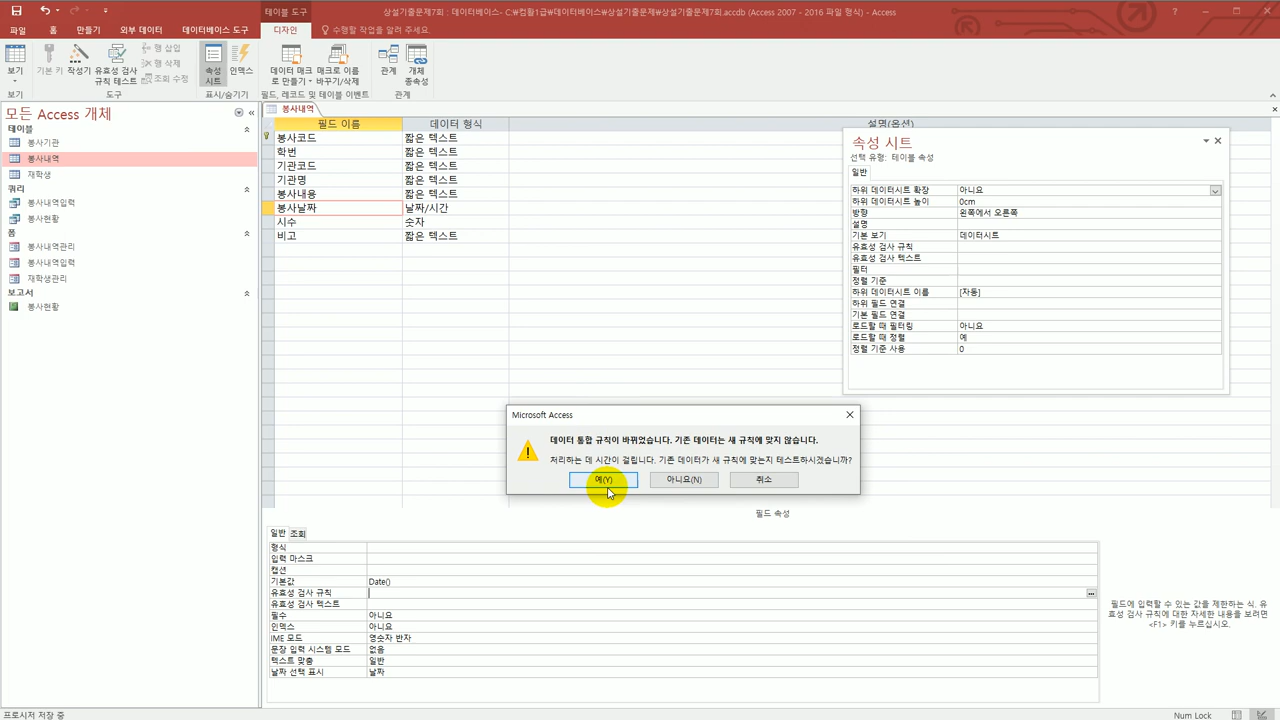 테이블 도구
상설기출문제7회 : 데이터베이스- C:₩컴활1급₩데이터베이스₩상설기출문제₩상설기출문제7회.accdb (Access 2007 - 2016 파일 형식) - Access
파일 홈 만들기 외부 데이터 데이터베이스 도구 디자인 수행할 작업을 알려 주세요.
보기 기본 키 작성기 유효성 검사 규칙 테스트 행 삽입 행 삭제 조회 수정 속성 시트 인덱스 데이터 매크로 만들기 매크로 이름 바꾸기/삭제 관계 개체 종속성
보기 도구 표시/숨기기 필드, 레코드 및 테이블 이벤트 관계
모든 Access 개체
테이블
봉사기관
봉사내역
재학생
쿼리
봉사내역입력
봉사현황
폼
봉사내역관리
봉사내역입력
재학생관리
보고서
봉사현황
봉사내역
필드 이름 데이터 형식 설명(옵션)
봉사코드 짧은 텍스트
학번 짧은 텍스트
기관코드 짧은 텍스트
기관명 짧은 텍스트
봉사내용 짧은 텍스트
봉사날짜 날짜/시간
시수 숫자
비고 짧은 텍스트
속성 시트
선택 유형: 테이블 속성
일반
하위 데이터시트 확장 아니요
하위 데이터시트 높이 0cm
방향 왼쪽에서 오른쪽
설명
기본 보기 데이터시트
유효성 검사 규칙
유효성 검사 텍스트
필터
정렬 기준
하위 데이터시트 이름 [자동]
하위 필드 연결
기본 필드 연결
로드할 때 필터링 아니요
로드할 때 정렬 예
정렬 기준 사용 0
Microsoft Access
데이터 통합 규칙이 바뀌었습니다. 기존 데이터는 새 규칙에 맞지 않습니다.
처리하는 데 시간이 걸립니다. 기존 데이터가 새 규칙에 맞는지 테스트하시겠습니까?
예(Y) 아니요(N) 취소
필드 속성
일반 조회
형식
입력 마스크
캡션
기본값 Date()
유효성 검사 규칙
유효성 검사 텍스트
필수 아니요
인덱스 아니요
IME 모드 영숫자 반자
문장 입력 시스템 모드 없음
텍스트 맞춤 일반
날짜 선택 표시 날짜
필드에 입력할 수 있는 값을 제한하는 식. 유
효성 검사 규칙에 대한 자세한 내용을 보려면
<F1> 키를 누르십시오.
프로시저 저장 중 Num Lock